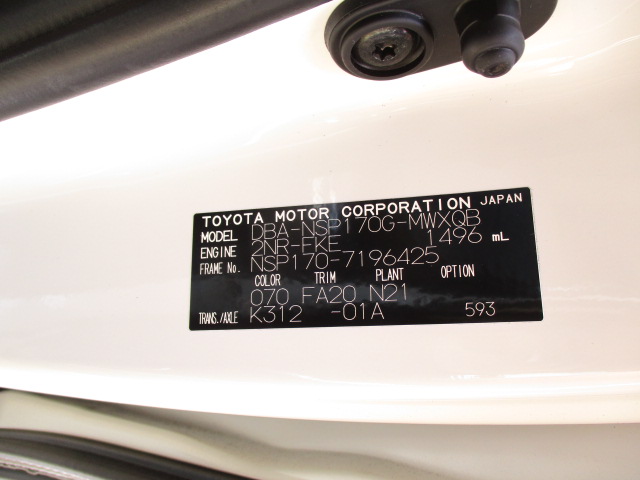 TOYOTA MOTOR CORPORATION JAPAN
MODEL DBA-NSP170G-MWXQB
ENGINE 2NR-FKE 1496 mL
FRAME No. NSP170-7196425
COLOR TRIM PLANT OPTION
070 FA20 N21
TRANS./AXLE K312 -01A 593